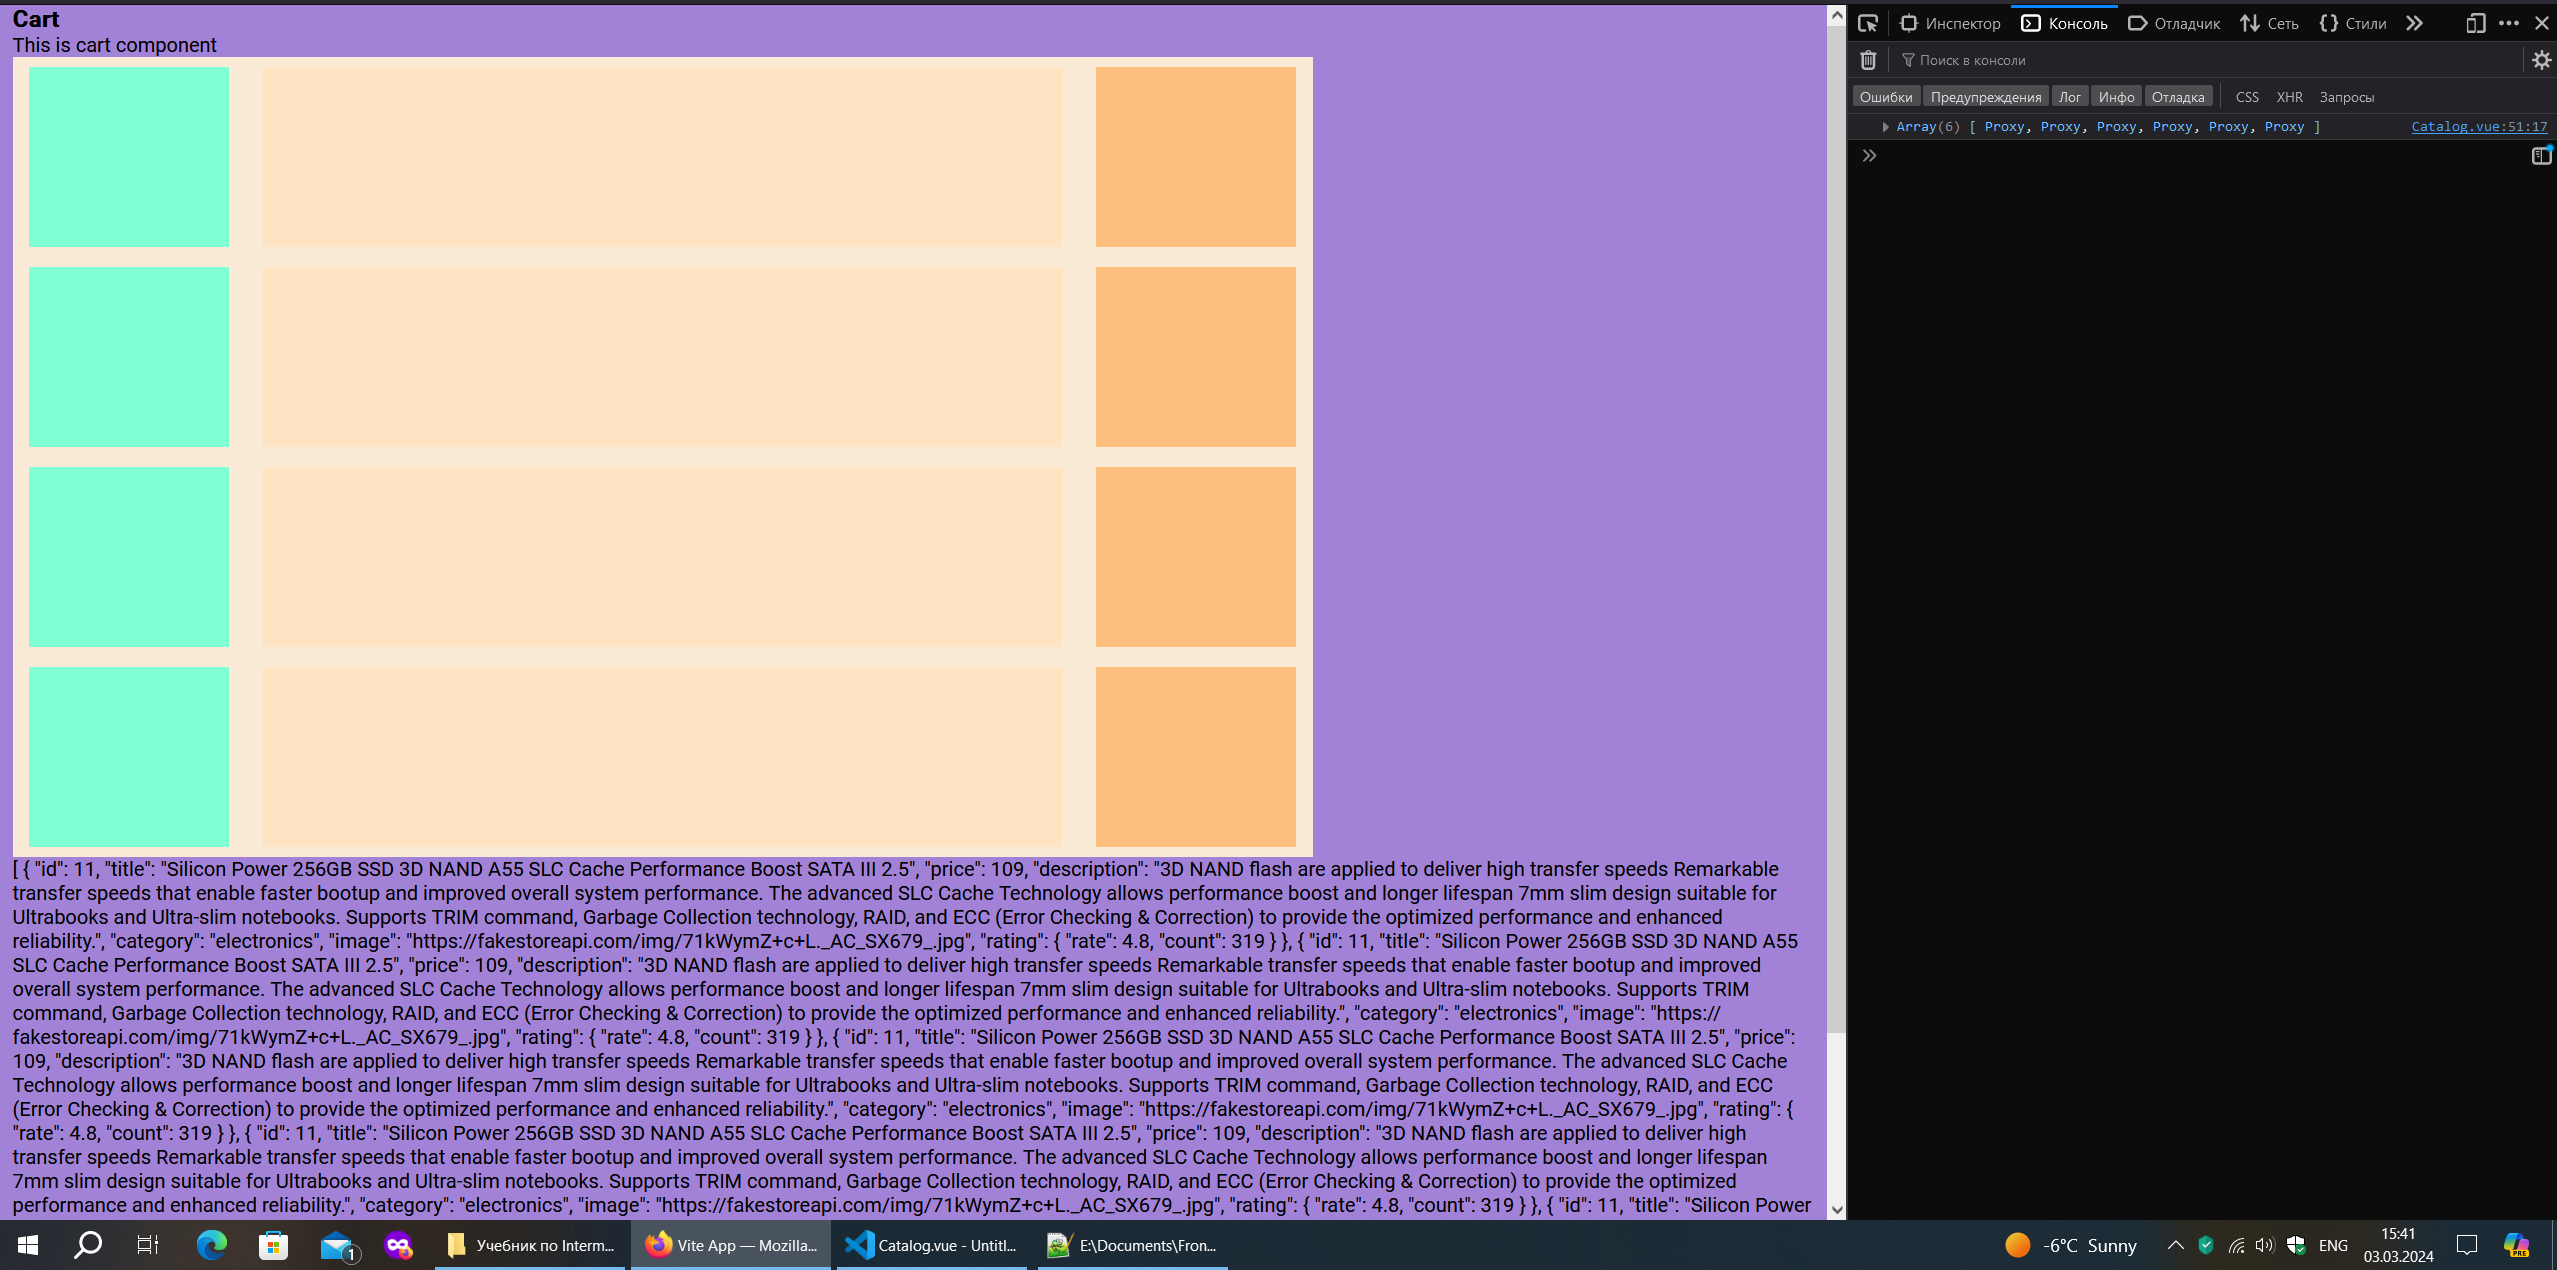 Cart
This is cart component
[ { "id": 11, "title": "Silicon Power 256GB SSD 3D NAND A55 SLC Cache Performance Boost SATA III 2.5", "price": 109, "description": "3D NAND flash are applied to deliver high transfer speeds Remarkable
transfer speeds that enable faster bootup and improved overall system performance. The advanced SLC Cache Technology allows performance boost and longer lifespan 7mm slim design suitable for
Ultrabooks and Ultra-slim notebooks. Supports TRIM command, Garbage Collection technology, RAID, and ECC (Error Checking & Correction) to provide the optimized performance and enhanced
reliability.", "category": "electronics", "image": "https://fakestoreapi.com/img/71kWymZ+c+L._AC_SX679_.jpg", "rating": { "rate": 4.8, "count": 319 } }, { "id": 11, "title": "Silicon Power 256GB SSD 3D NAND A55
SLC Cache Performance Boost SATA III 2.5", "price": 109, "description": "3D NAND flash are applied to deliver high transfer speeds Remarkable transfer speeds that enable faster bootup and improved
overall system performance. The advanced SLC Cache Technology allows performance boost and longer lifespan 7mm slim design suitable for Ultrabooks and Ultra-slim notebooks. Supports TRIM
command, Garbage Collection technology, RAID, and ECC (Error Checking & Correction) to provide the optimized performance and enhanced reliability.", "category": "electronics", "image": "https://
fakestoreapi.com/img/71kWymZ+c+L._AC_SX679_.jpg", "rating": { "rate": 4.8, "count": 319 } }, { "id": 11, "title": "Silicon Power 256GB SSD 3D NAND A55 SLC Cache Performance Boost SATA III 2.5", "price":
109, "description": "3D NAND flash are applied to deliver high transfer speeds Remarkable transfer speeds that enable faster bootup and improved overall system performance. The advanced SLC Cache
Technology allows performance boost and longer lifespan 7mm slim design suitable for Ultrabooks and Ultra-slim notebooks. Supports TRIM command, Garbage Collection technology, RAID, and ECC
(Error Checking & Correction) to provide the optimized performance and enhanced reliability.", "category": "electronics", "image": "https://fakestoreapi.com/img/71kWymZ+c+L._AC_SX679_.jpg", "rating": {
"rate": 4.8, "count": 319 } }, { "id": 11, "title": "Silicon Power 256GB SSD 3D NAND A55 SLC Cache Performance Boost SATA III 2.5", "price": 109, "description": "3D NAND flash are applied to deliver high
transfer speeds Remarkable transfer speeds that enable faster bootup and improved overall system performance. The advanced SLC Cache Technology allows performance boost and longer lifespan
7mm slim design suitable for Ultrabooks and Ultra-slim notebooks. Supports TRIM command, Garbage Collection technology, RAID, and ECC (Error Checking & Correction) to provide the optimized
performance and enhanced reliability.", "category": "electronics", "image": "https://fakestoreapi.com/img/71kWymZ+c+L._AC_SX679_.jpg", "rating": { "rate": 4.8, "count": 319 } }, { "id": 11, "title": "Silicon Power
Инспектор Консоль Отладчик Сеть Стили
Поиск в консоли
Ошибки Предупреждения Лог Инфо Отладка CSS XHR Запросы
Array(6) [ Proxy, Proxy, Proxy, Proxy, Proxy, Proxy ] Catalog.vue:51:17
1 Учебник по Interm... Vite App — Mozilla... Catalog.vue - Untitl... E:\Documents\Fron... -6°C Sunny ENG 15:41 PRE
03.03.2024